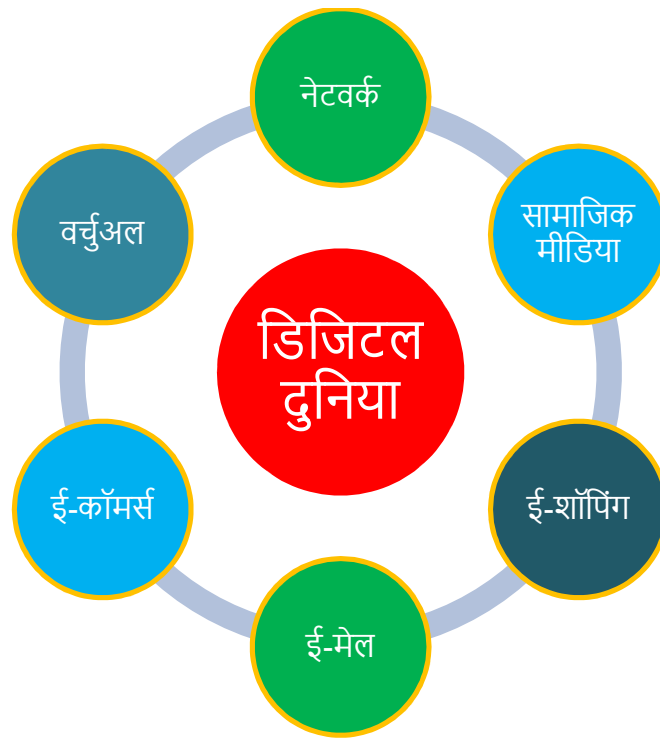 नेटवर्क
सामाजिक
मीडिया
ई-शॉपिंग
ई-मेल
ई-कॉमर्स
वर्चुअल
डिजिटल
दुनिया